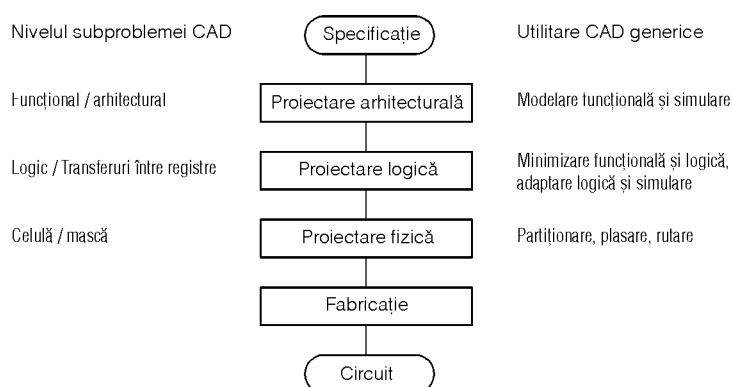 Nivelul subproblemei CAD
Specificație
Utilitare CAD generice
Funcțional / arhitectural
Proiectare arhitecturală
Modelare funcțională și simulare
Logic / Transferuri între registre
Proiectare logică
Minimizare funcțională și logică,
adaptare logică și simulare
Celulă / mască
Proiectare fizică
Partiționare, plasare, rutare
Fabricație
Circuit